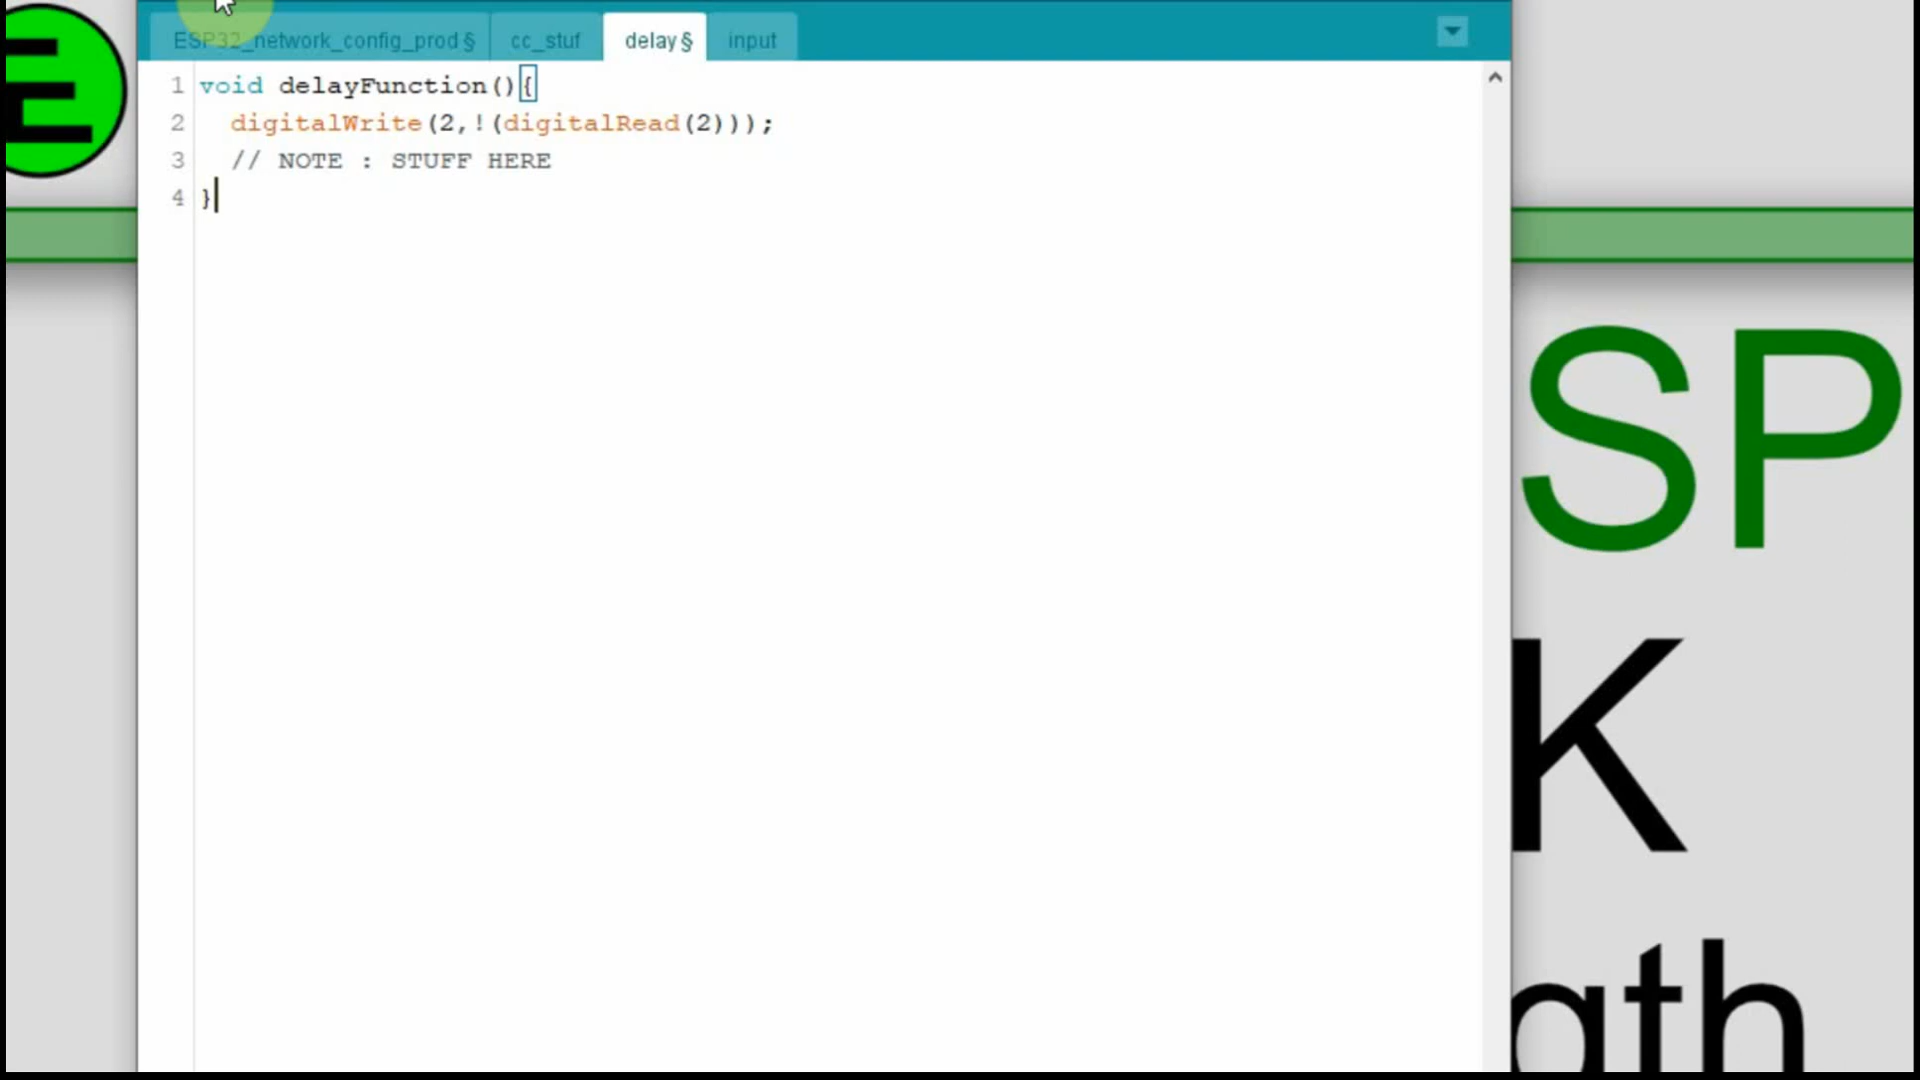 ESP32_network_config_prod § cc_stuf delay § input
1 void delayFunction(){
2 digitalWrite(2,!(digitalRead(2)));
3 // NOTE : STUFF HERE
4 }
SP
K
gth